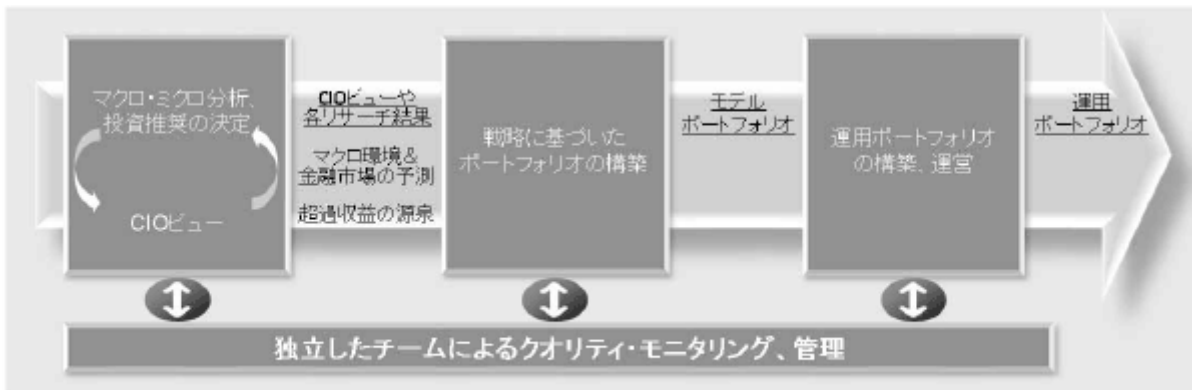 マクロ・ミクロ分析、
投資推奨の決定
CIOビュー
CIOビューや
各リサーチ結果
マクロ環境＆
金融市場の予測
超過収益の源泉
戦略に基づいた
ポートフォリオの構築
モデル
ポートフォリオ
運用ポートフォリオ
の構築、運営
運用
ポートフォリオ
独立したチームによるクオリティ・モニタリング、管理